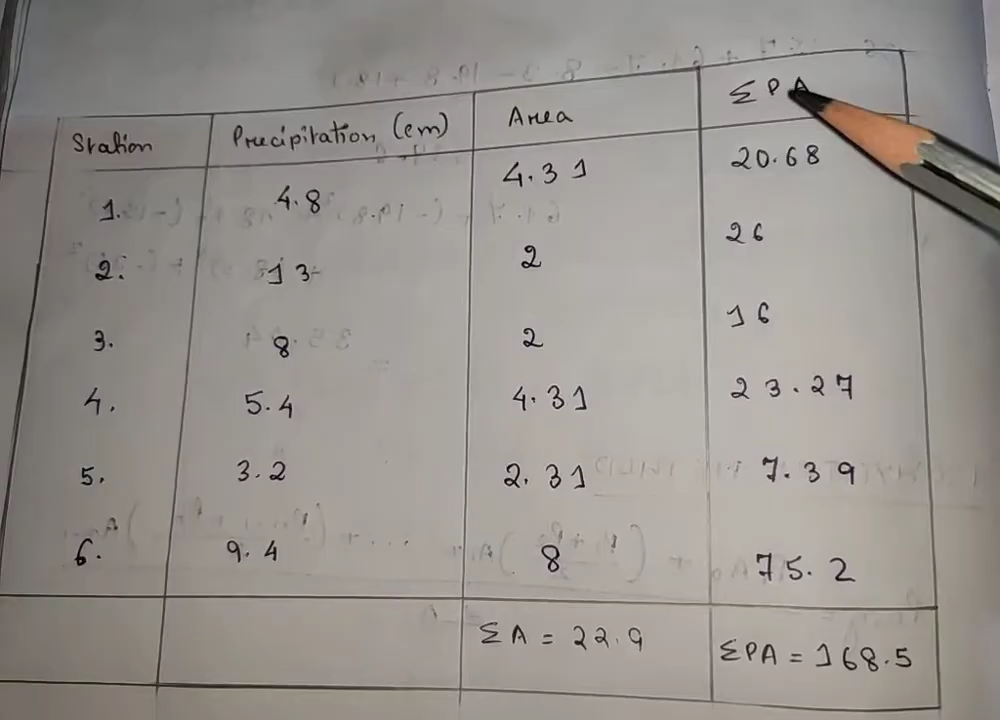 Station Precipitation (cm) Area Σ PA
1. 4.8 4.31 20.68
2. 13 2 26
3. 8 2 16
4. 5.4 4.31 23.27
5. 3.2 2.31 7.39
6. 9.4 8 75.2
ΣA = 22.9 ΣPA = 168.5